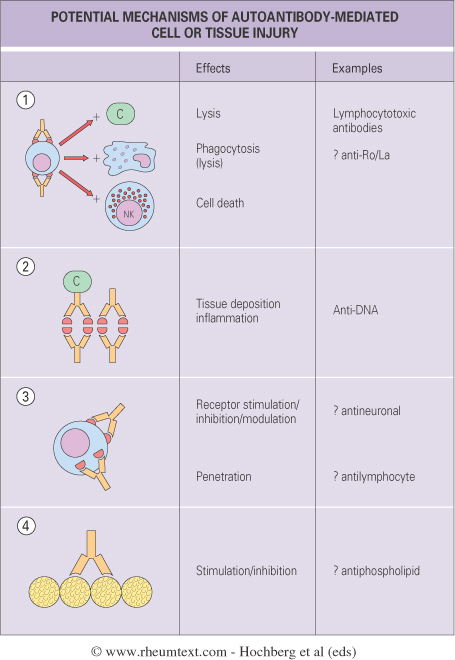 POTENTIAL MECHANISMS OF AUTOANTIBODY-MEDIATED
CELL OR TISSUE INJURY
Effects
Examples
1
+
C
Lysis
Lymphocytotoxic
antibodies
+
Phagocytosis
(lysis)
? anti-Ro/La
+
NK
Cell death
2
C
Tissue deposition
inflammation
Anti-DNA
3
Receptor stimulation/
inhibition/modulation
? antineuronal
Penetration
? antilymphocyte
4
Stimulation/inhibition
? antiphospholipid
© www.rheumtext.com - Hochberg et al (eds)